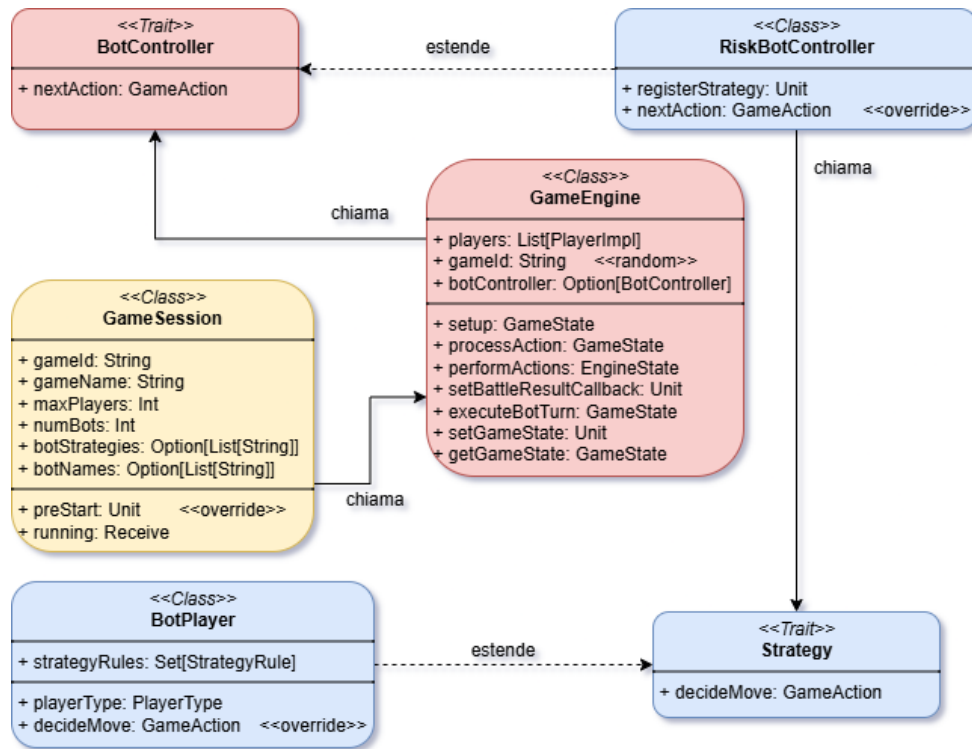 <<Trait>>
BotController
+ nextAction: GameAction
estende
<<Class>>
RiskBotController
+ registerStrategy: Unit
+ nextAction: GameAction <<override>>
chiama
chiama
<<Class>>
GameEngine
+ players: List[PlayerImpl]
+ gameId: String <<random>>
+ botController: Option[BotController]
+ setup: GameState
+ processAction: GameState
+ performActions: EngineState
+ setBattleResultCallback: Unit
+ executeBotTurn: GameState
+ setGameState: Unit
+ getGameState: GameState
<<Class>>
GameSession
+ gameId: String
+ gameName: String
+ maxPlayers: Int
+ numBots: Int
+ botStrategies: Option[List[String]]
+ botNames: Option[List[String]]
+ preStart: Unit <<override>>
+ running: Receive
chiama
<<Class>>
BotPlayer
+ strategyRules: Set[StrategyRule]
+ playerType: PlayerType
+ decideMove: GameAction <<override>>
estende
<<Trait>>
Strategy
+ decideMove: GameAction